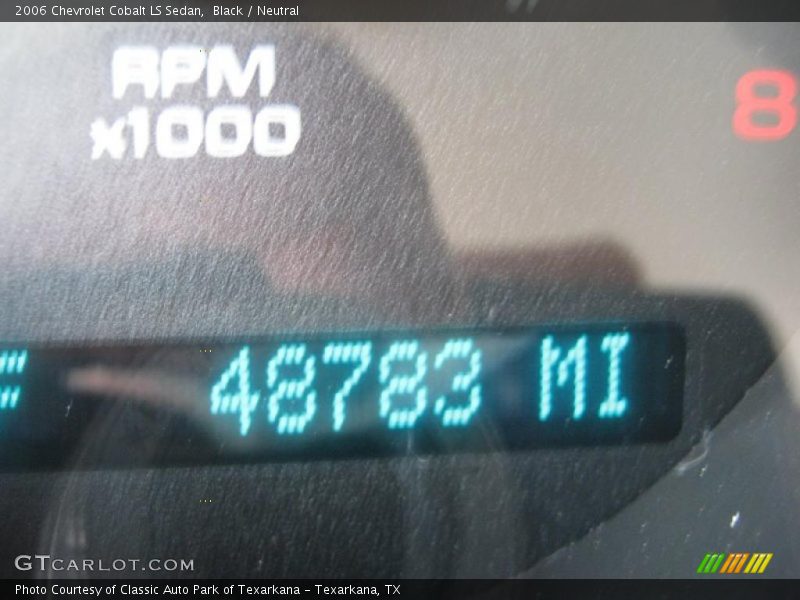 2006 Chevrolet Cobalt LS Sedan,  Black / Neutral
RPM
x1000
8
48783 MI
GTCARLOT.COM
Photo Courtesy of Classic Auto Park of Texarkana – Texarkana, TX